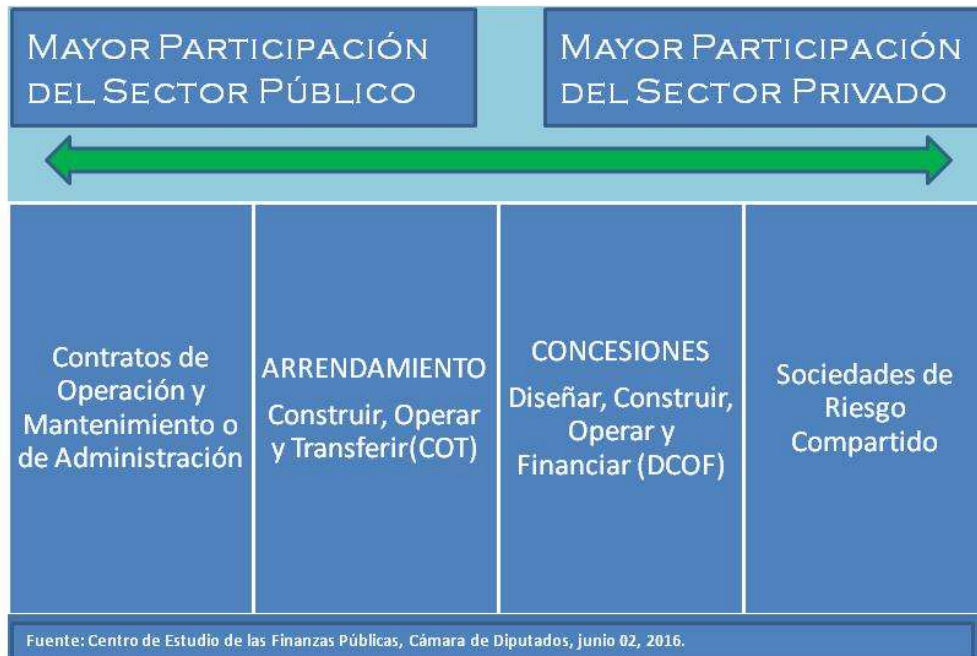 MAYOR PARTICIPACIÓN
DEL SECTOR PÚBLICO
MAYOR PARTICIPACIÓN
DEL SECTOR PRIVADO
Contratos de
Operación y
Mantenimiento o
de Administración
ARRENDAMIENTO
Construir, Operar
y Transferir(COT)
CONCESIONES
Diseñar, Construir,
Operar y
Financiar (DCOF)
Sociedades de
Riesgo
Compartido
Fuente: Centro de Estudio de las Finanzas Públicas, Cámara de Diputados, junio 02, 2016.